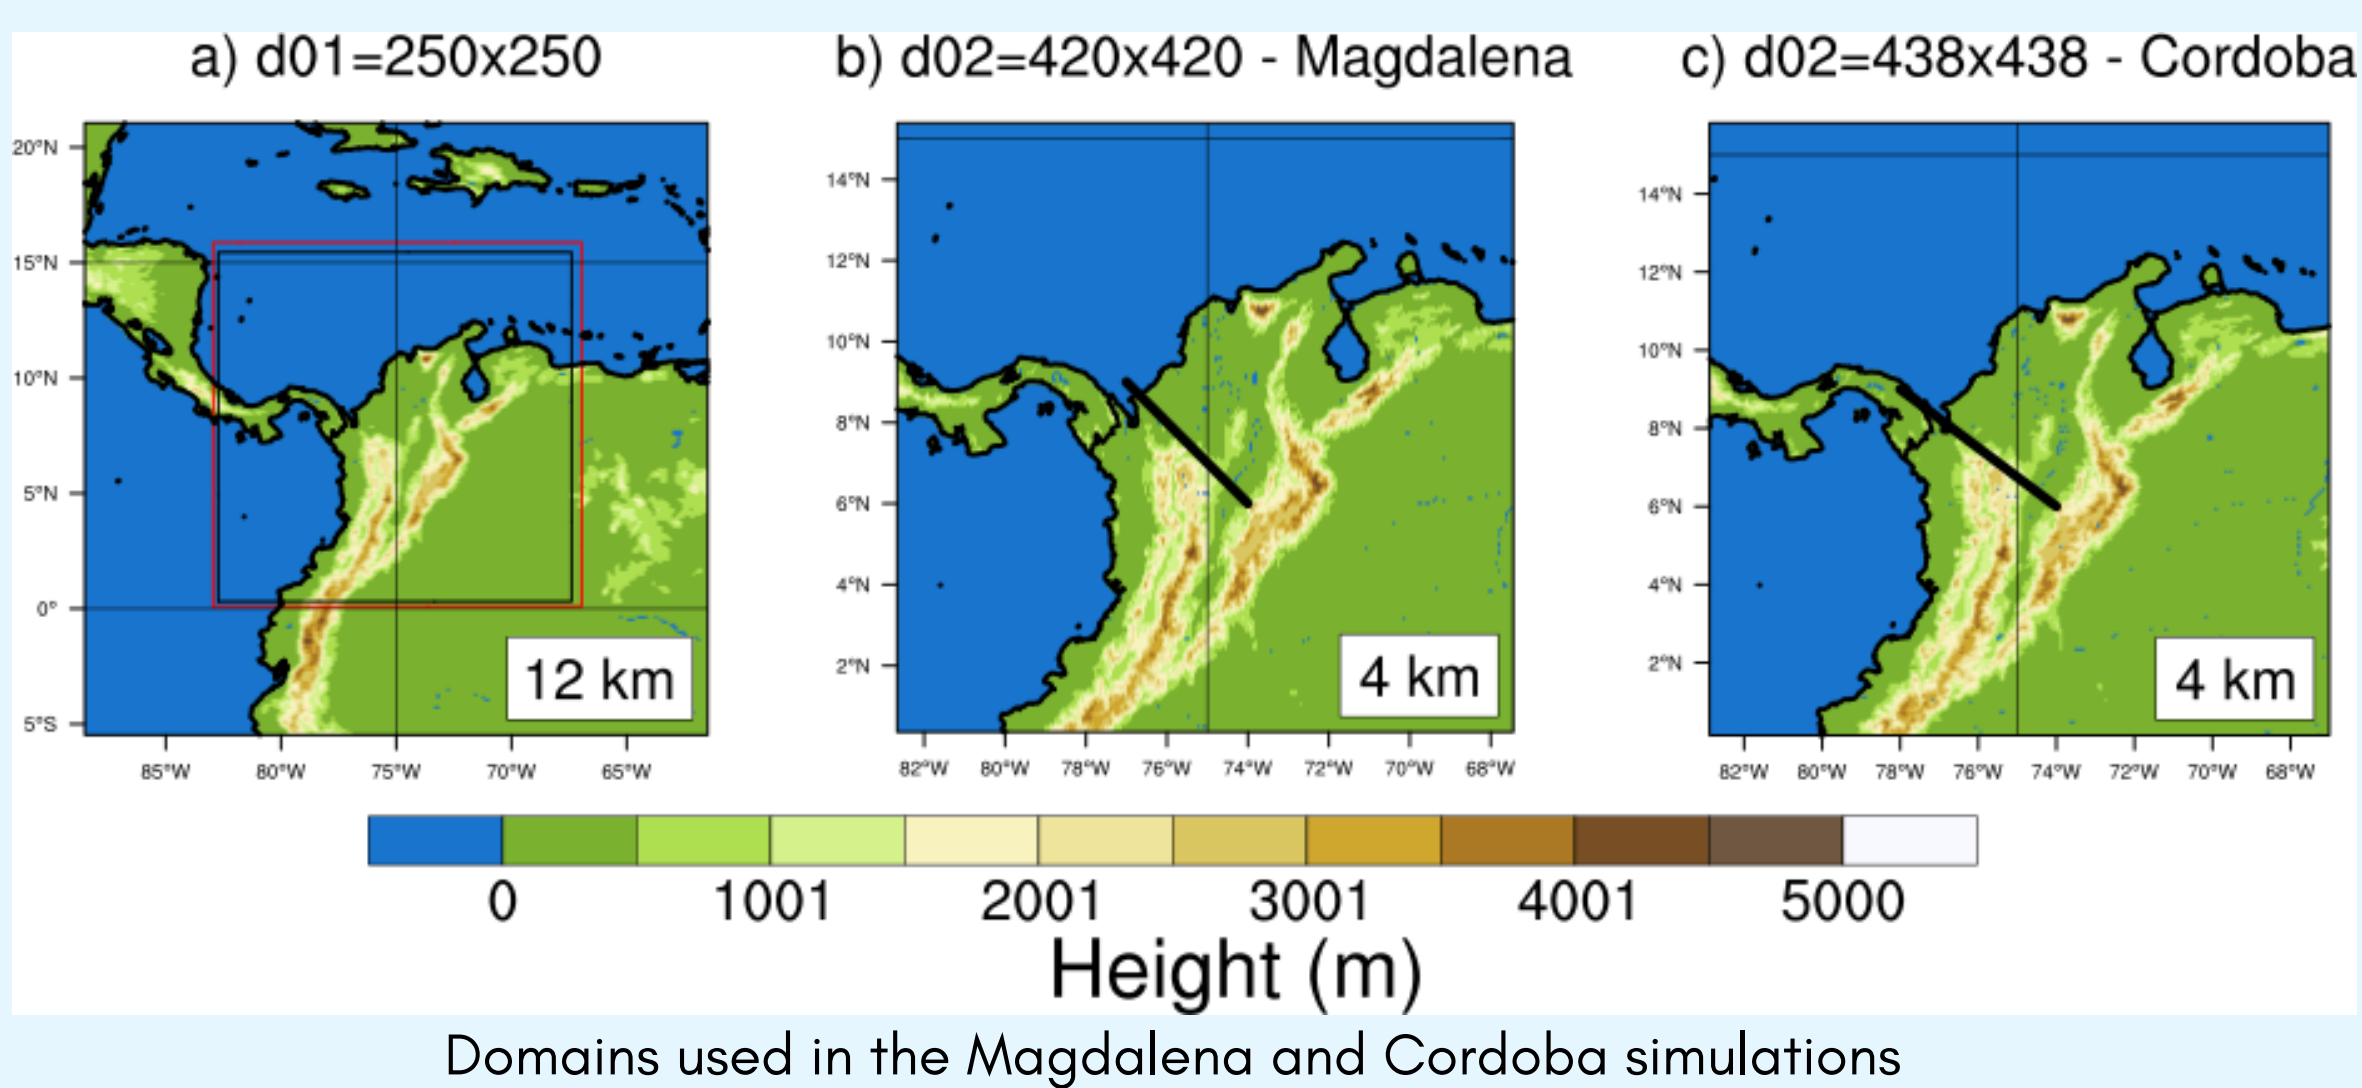 a) d01=250x250
b) d02=420x420 - Magdalena
c) d02=438x438 - Cordoba
20°N
15°N
10°N
5°N
0°
5°S
85°W 80°W 75°W 70°W 65°W
12 km
14°N
12°N
10°N
8°N
6°N
4°N
2°N
82°W 80°W 78°W 76°W 74°W 72°W 70°W 68°W
4 km
14°N
12°N
10°N
8°N
6°N
4°N
2°N
82°W 80°W 78°W 76°W 74°W 72°W 70°W 68°W
4 km
0 1001 2001 3001 4001 5000
Height (m)
Domains used in the Magdalena and Cordoba simulations